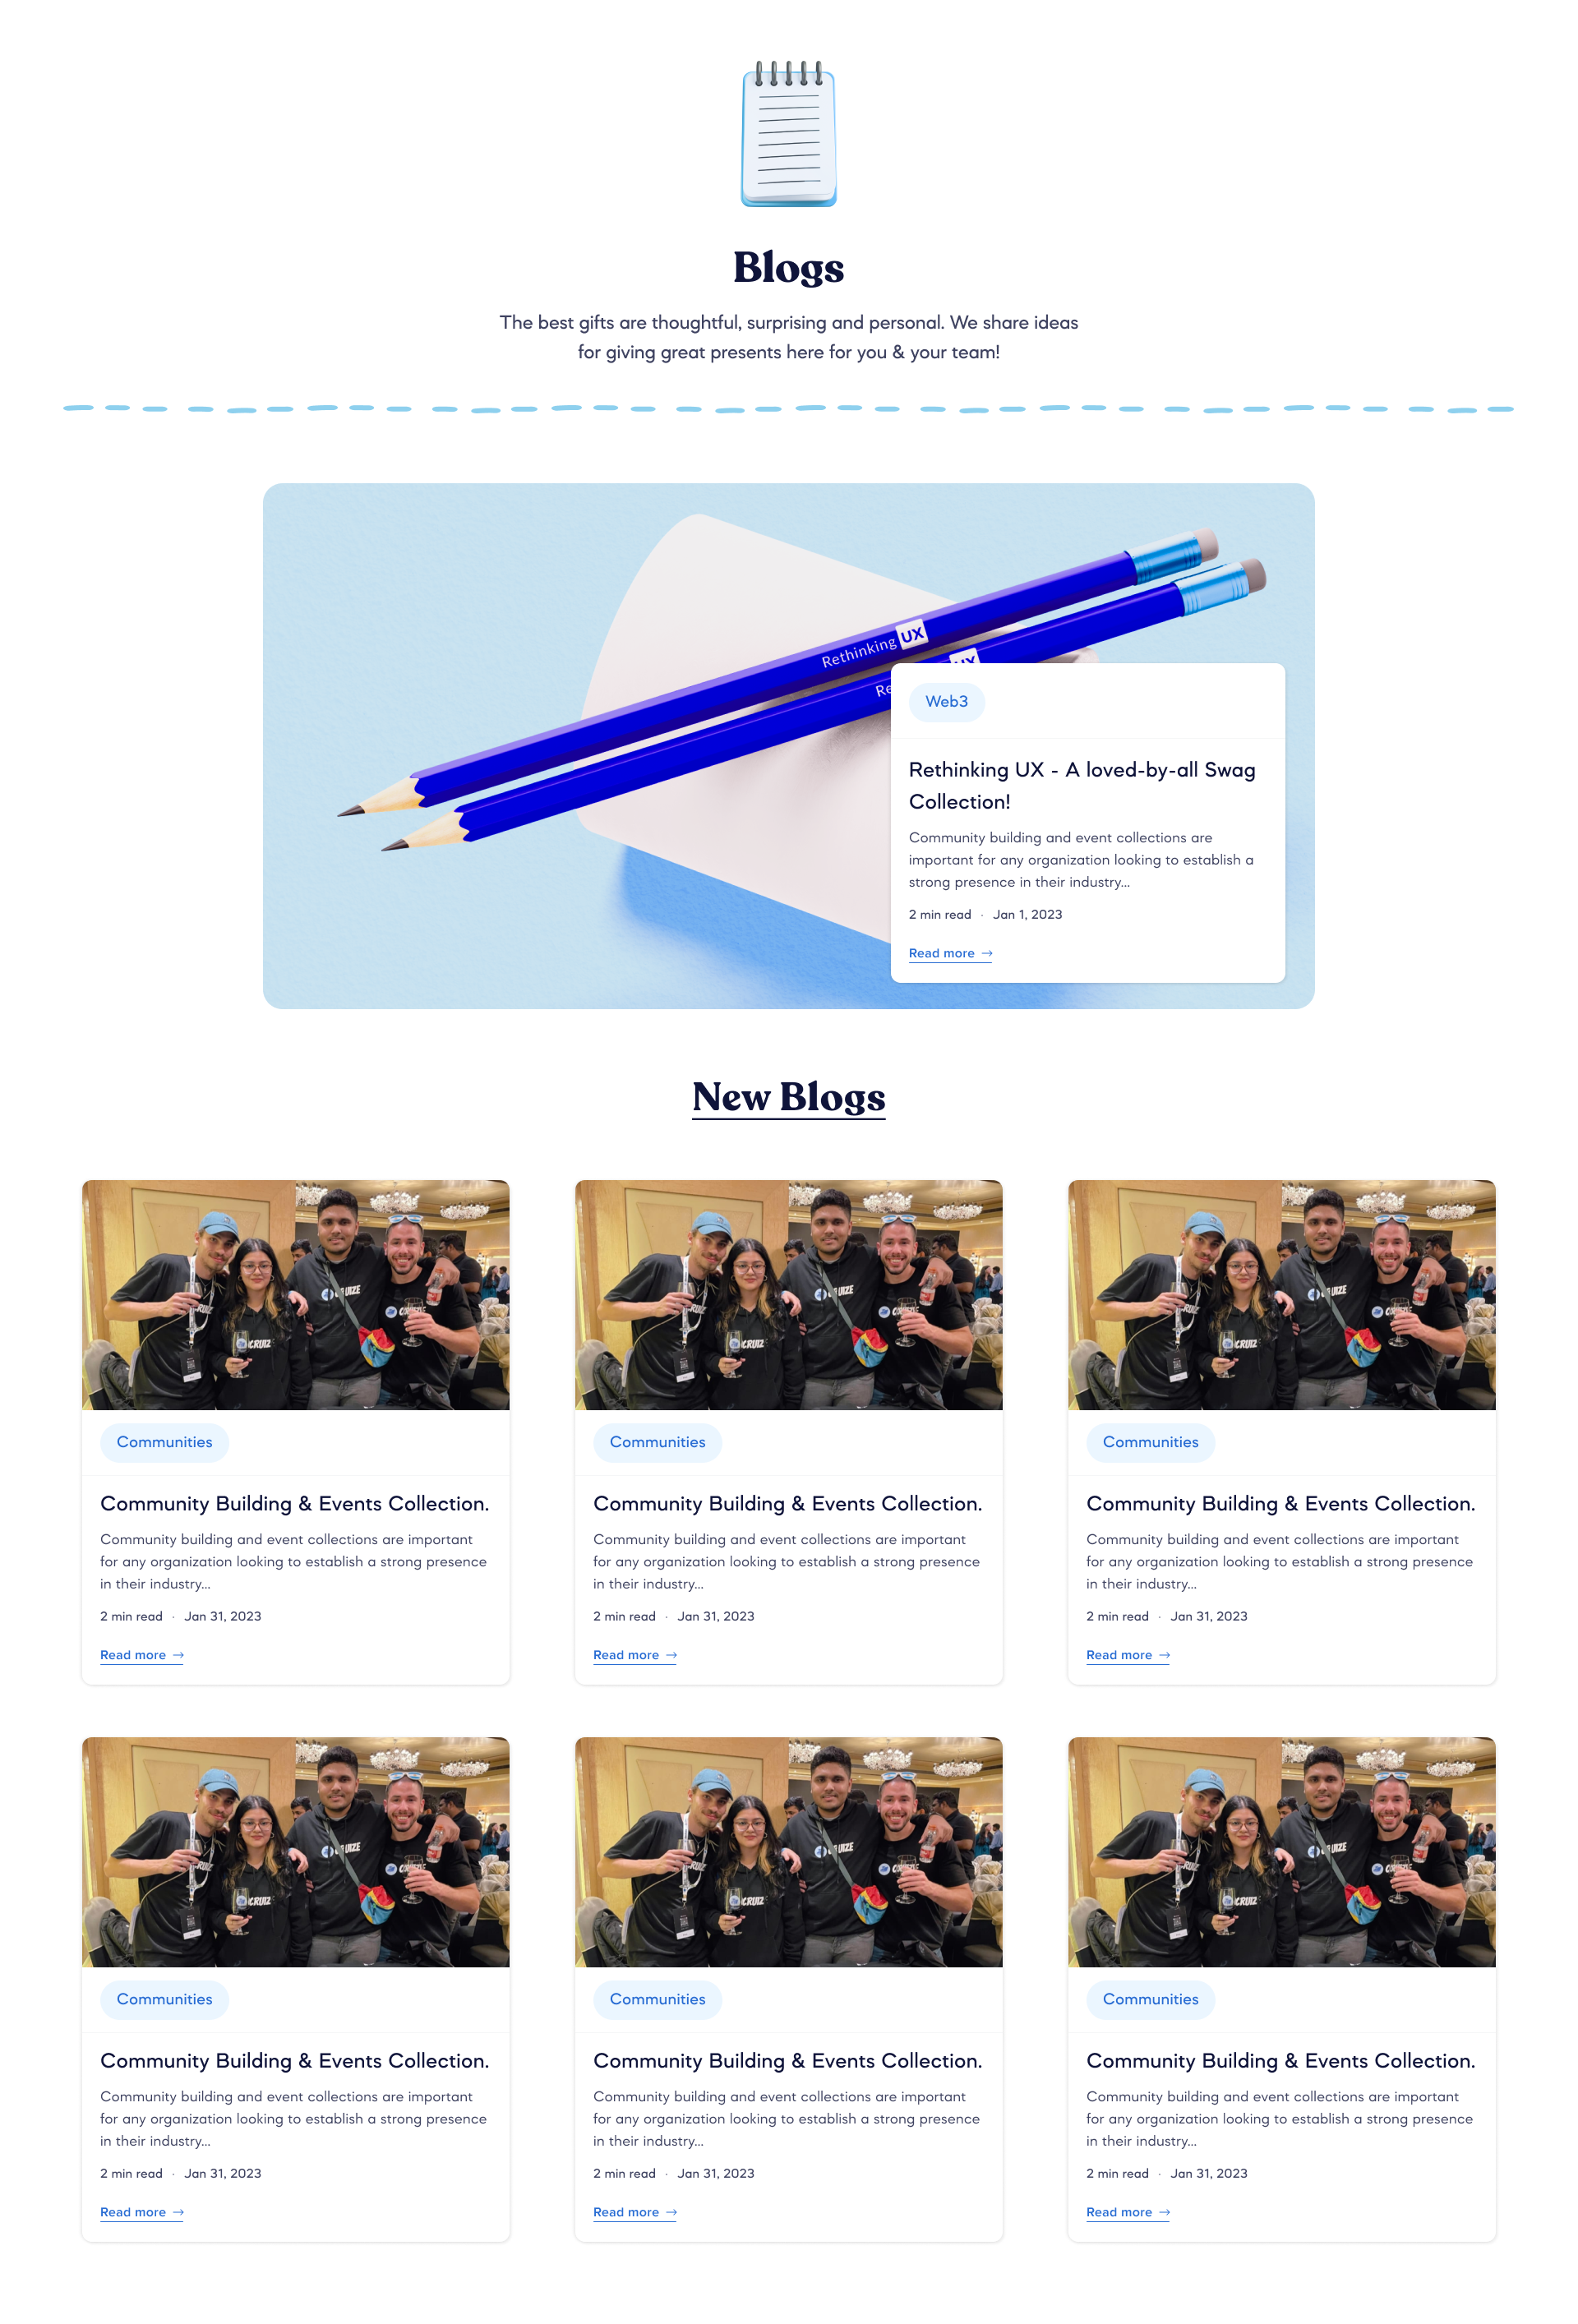 Blogs
The best gifts are thoughtful, surprising and personal. We share ideas
for giving great presents here for you & your team!
Rethinking UX
Re
UX
Web3
Rethinking UX - A loved-by-all Swag
Collection!
Community building and event collections are
important for any organization looking to establish a
strong presence in their industry...
2 min read · Jan 1, 2023
Read more →
New Blogs
Communities
Community Building & Events Collection.
Community building and event collections are important
for any organization looking to establish a strong presence
in their industry...
2 min read · Jan 31, 2023
Read more →
Communities
Community Building & Events Collection.
Community building and event collections are important
for any organization looking to establish a strong presence
in their industry...
2 min read · Jan 31, 2023
Read more →
Communities
Community Building & Events Collection.
Community building and event collections are important
for any organization looking to establish a strong presence
in their industry...
2 min read · Jan 31, 2023
Read more →
Communities
Community Building & Events Collection.
Community building and event collections are important
for any organization looking to establish a strong presence
in their industry...
2 min read · Jan 31, 2023
Read more →
Communities
Community Building & Events Collection.
Community building and event collections are important
for any organization looking to establish a strong presence
in their industry...
2 min read · Jan 31, 2023
Read more →
Communities
Community Building & Events Collection.
Community building and event collections are important
for any organization looking to establish a strong presence
in their industry...
2 min read · Jan 31, 2023
Read more →